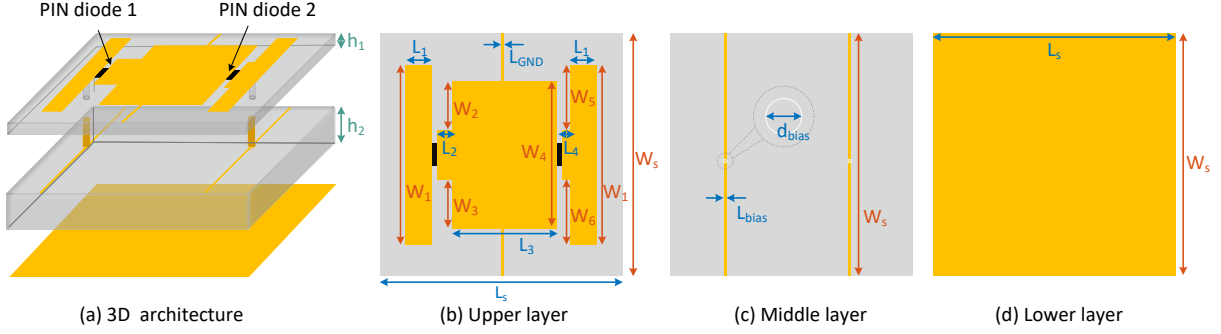 PIN diode 1
PIN diode 2
h1
h2
(a) 3D architecture
L1
LGND
L1
W2
W5
L2
W4
L4
W1
W3
W6
W1
L3
Ws
Ls
(b) Upper layer
dbias
Lbias
Ws
(c) Middle layer
Ls
Ws
(d) Lower layer